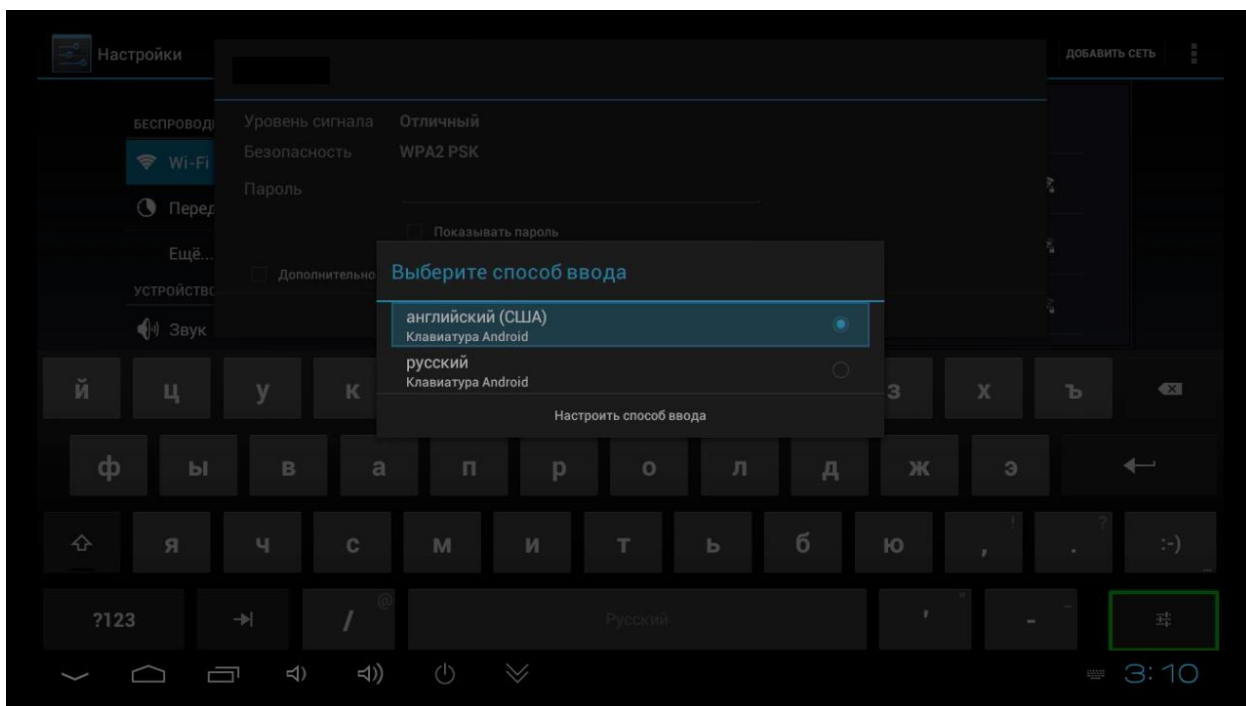 Настройки
ДОБАВИТЬ СЕТЬ
БЕСПРОВОД
Уровень сигнала Отличный
Wi-Fi
Безопасность WPA2 PSK
Пароль
Перед
Показывать пароль
Ещё...
Дополнительно
УСТРОЙСТВО
Звук
Выберите способ ввода
английский (США)
Клавиатура Android
русский
Клавиатура Android
Настроить способ ввода
й ц у к з х ъ
ф ы в а п р о л д ж э
я ч с м и т ь б ю , ! . ? :-) ...
?123 / @ Русский ' " - _
3:10